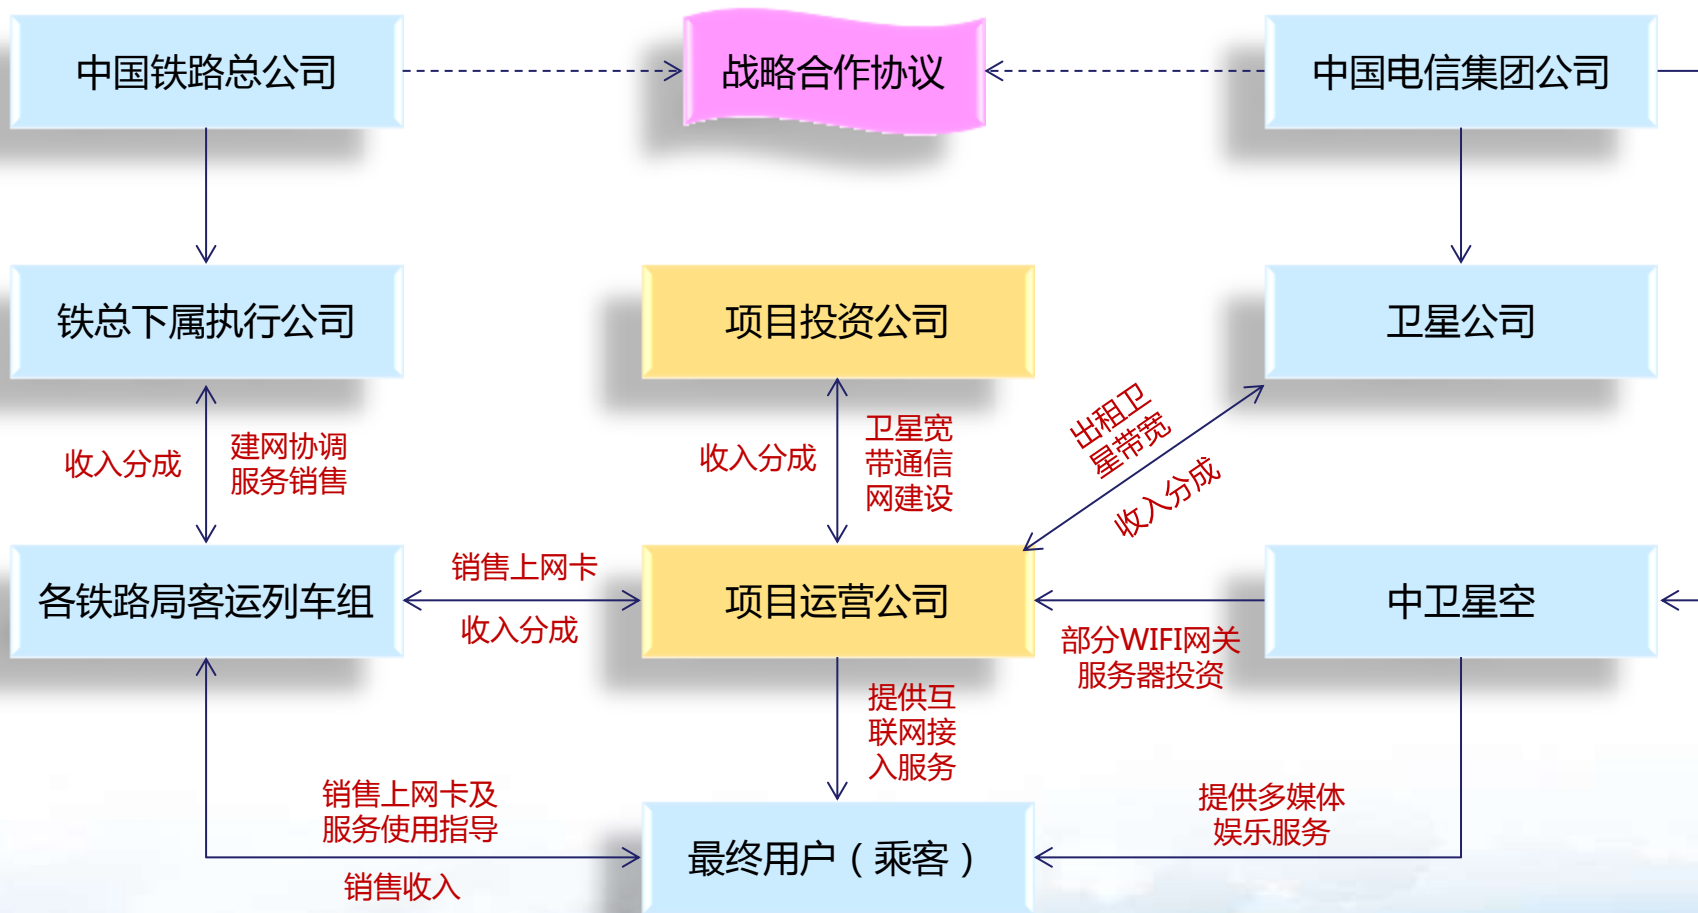 中国铁路总公司
战略合作协议
中国电信集团公司
铁总下属执行公司
项目投资公司
卫星公司
收入分成
建网协调
服务销售
收入分成
卫星宽
带通信
网建设
出租卫
星带宽
收入分成
各铁路局客运列车组
销售上网卡
收入分成
项目运营公司
部分WIFI网关
服务器投资
中卫星空
提供互
联网接
入服务
销售上网卡及
服务使用指导
销售收入
最终用户（乘客）
提供多媒体
娱乐服务